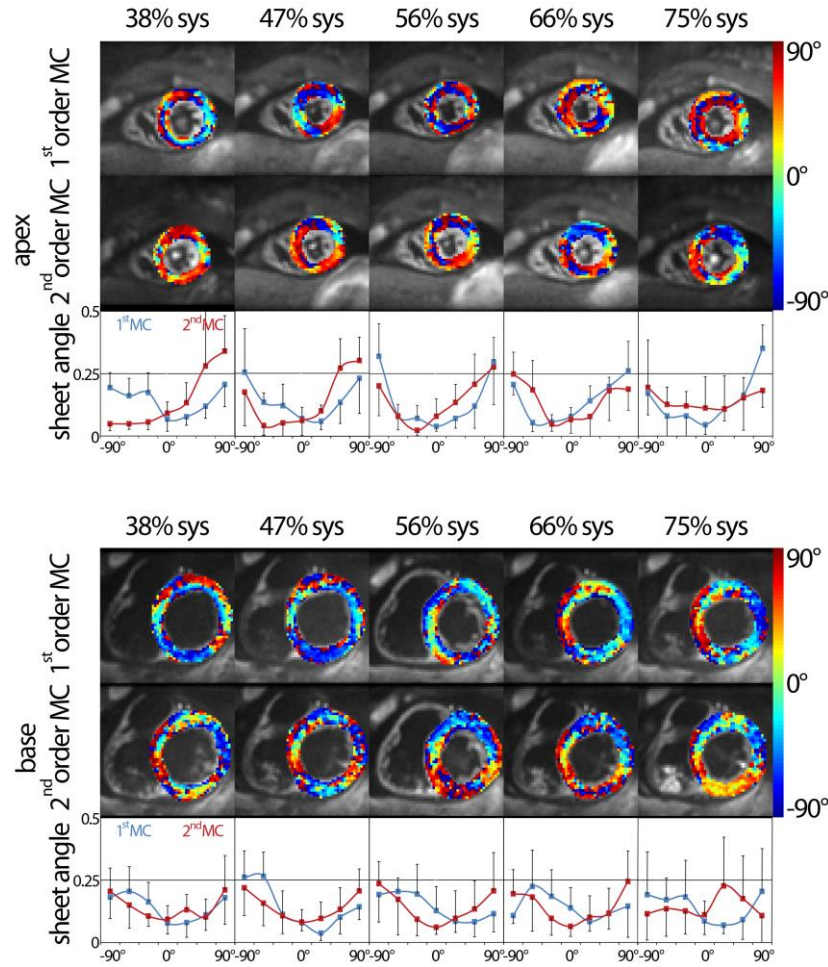 38% sys 47% sys 56% sys 66% sys 75% sys
apex
1st order MC
2nd order MC
90°
0°
-90°
sheet angle
0.5
0.25
0
1stMC 2ndMC
-90° 0° 90°-90° 0° 90°-90° 0° 90°-90° 0° 90°-90° 0° 90°
38% sys 47% sys 56% sys 66% sys 75% sys
base
1st order MC
2nd order MC
90°
0°
-90°
sheet angle
0.5
0.25
0
1stMC 2ndMC
-90° 0° 90°-90° 0° 90°-90° 0° 90°-90° 0° 90°-90° 0° 90°